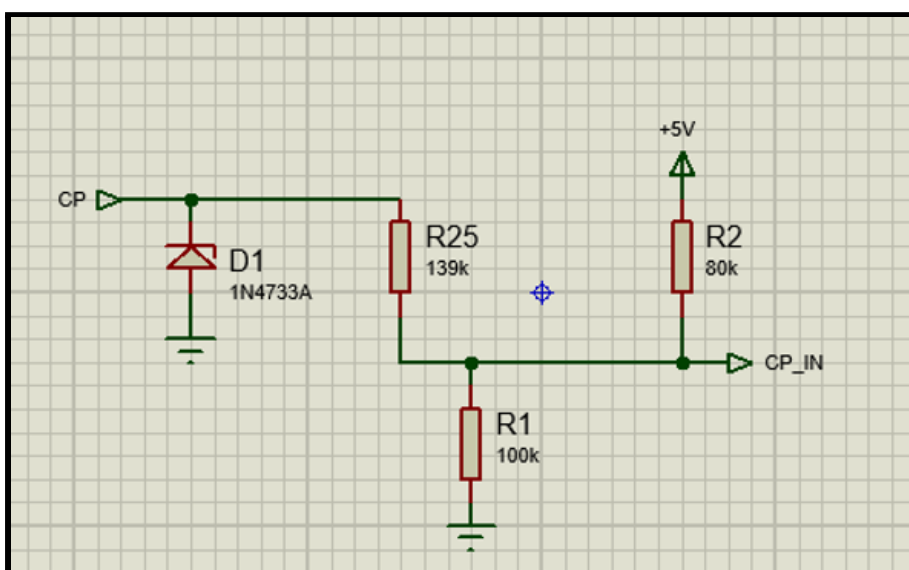 +5V
CP
R25
139k
R2
80k
D1
1N4733A
CP_IN
R1
100k